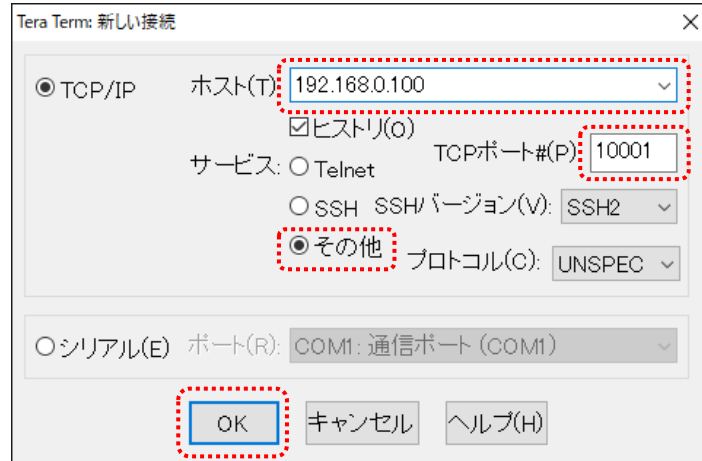 Tera Term: 新しい接続
TCP/IP ホスト(T) 192.168.0.100
ヒストリ(O)
サービス: Telnet TCPポート#(P) 10001
SSH SSHバージョン(V): SSH2
その他 プロトコル(C): UNSPEC
シリアル(E) ポート(R): COM1: 通信ポート (COM1)
OK キャンセル ヘルプ(H)